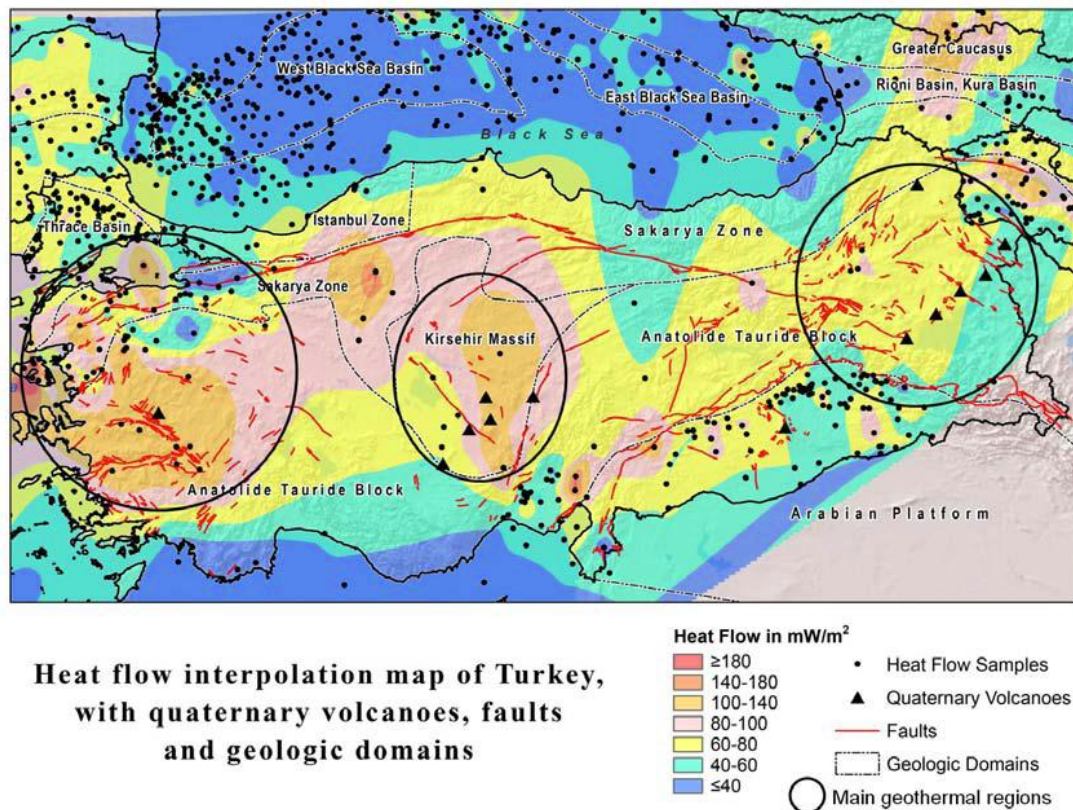 Greater Caucasus
West Black Sea Basin
Rioni Basin, Kura Basin
East Black Sea Basin
Black Sea
Istanbul Zone
Thrace Basin
Sakarya Zone
Sakarya Zone
Kirsehir Massif
Anatolide Tauride Block
Anatolide Tauride Block
Arabian Platform
Heat flow interpolation map of Turkey,
with quaternary volcanoes, faults
and geologic domains
Heat Flow in mW/m²
≥180
140-180
100-140
80-100
60-80
40-60
≤40
Heat Flow Samples
Quaternary Volcanoes
Faults
Geologic Domains
Main geothermal regions